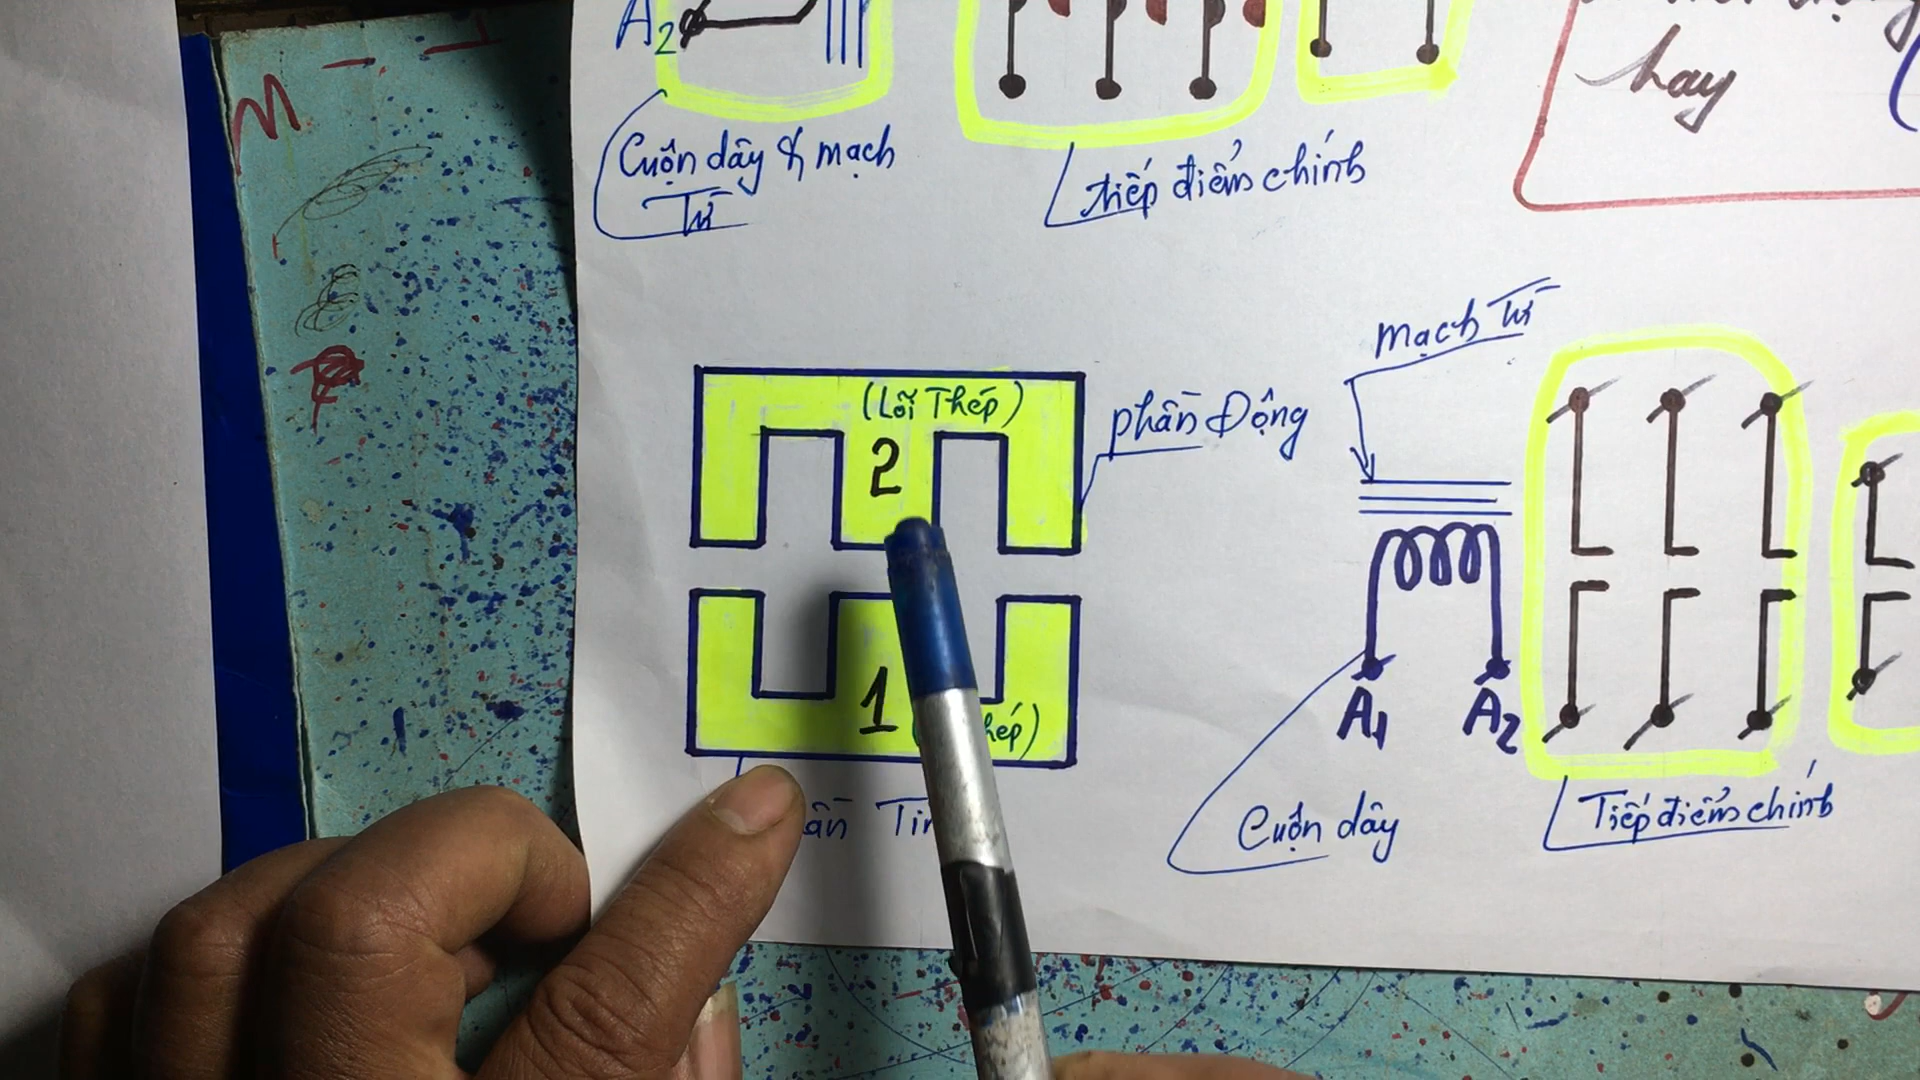 A2
hay
Cuộn dây & mạch
Từ
tiếp điểm chính
Mạch Từ
(Lõi Thép)
2
phần Động
1
A1
A2
Cuộn dây
Tiếp điểm chính